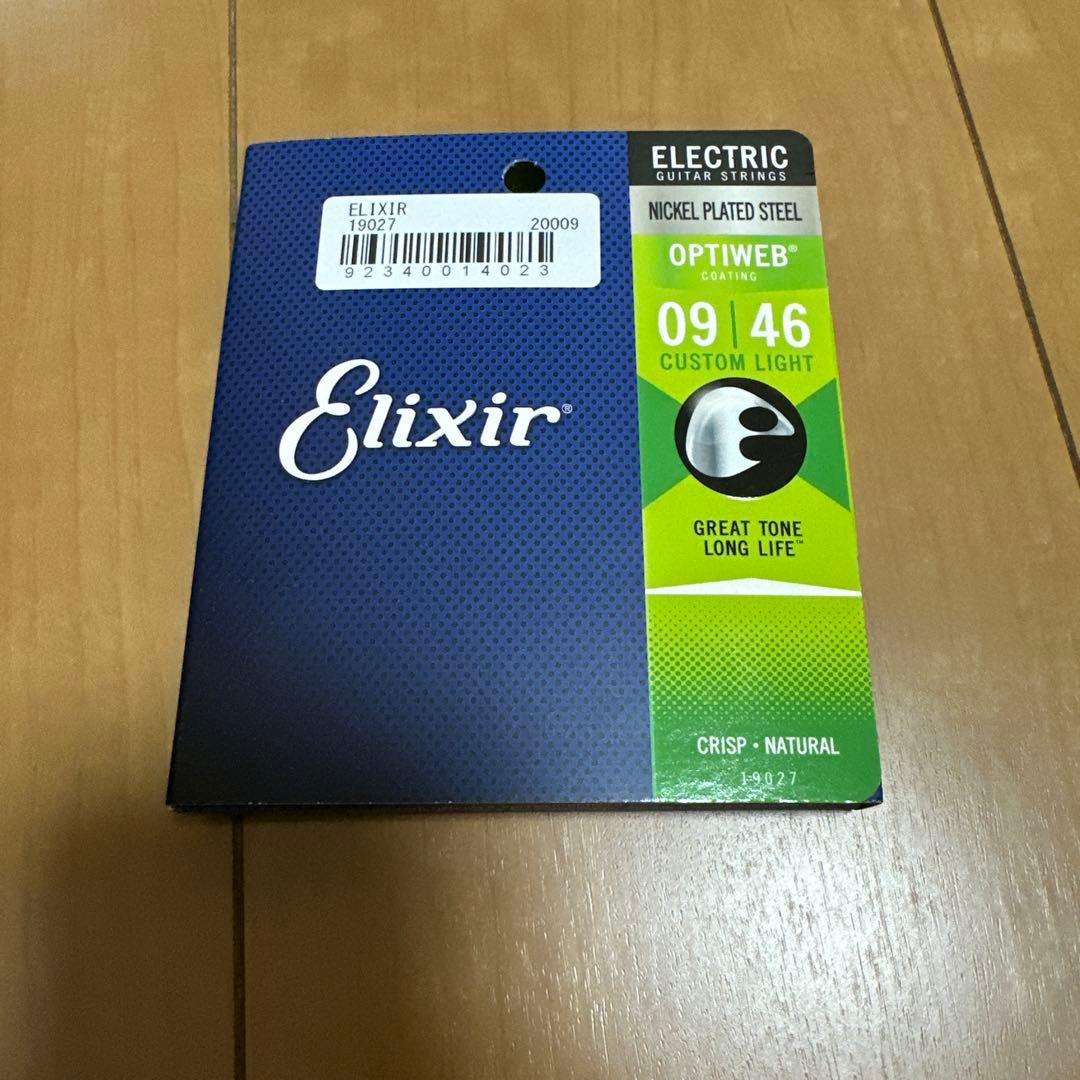 ELIXIR
19027 20009
92340014023
Elixir®
ELECTRIC
GUITAR STRINGS
NICKEL PLATED STEEL
OPTIWEB®
COATING
09 | 46
CUSTOM LIGHT
GREAT TONE
LONG LIFE™
CRISP • NATURAL
19027